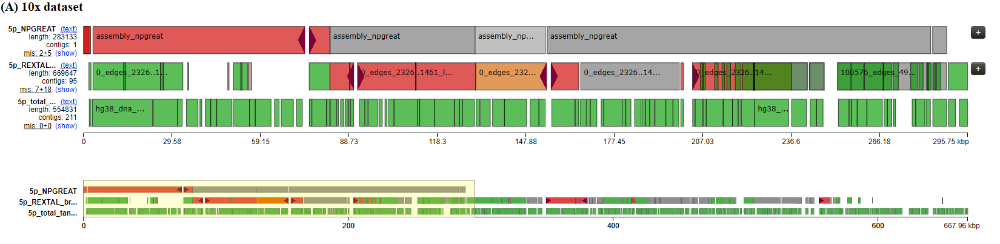 (A) 10x dataset
5p_NPGREAT (text)
length: 283133
contigs: 1
mis: 2+5 (show)
assembly_npgreat
assembly_npgreat
assembly_np...
assembly_npgreat
+
5p_REXTAL... (text)
length: 669647
contigs: 95
mis: 7+18 (show)
0_edges_2326..1...
0_edges_2326..1461_l...
0_edges_232...
0_edges_2326..14...
0_edges_2326..14...
100576_edges_49...
+
5p_total_... (text)
length: 554831
contigs: 211
mis: 0+0 (show)
hg38_dna_...
hg38_...
0 29.58 59.15 88.73 118.3 147.88 177.45 207.03 236.6 266.18 295.75 kbp
5p_NPGREAT
5p_REXTAL_br...
5p_total_tan...
0 200 400 600 667.96 kbp